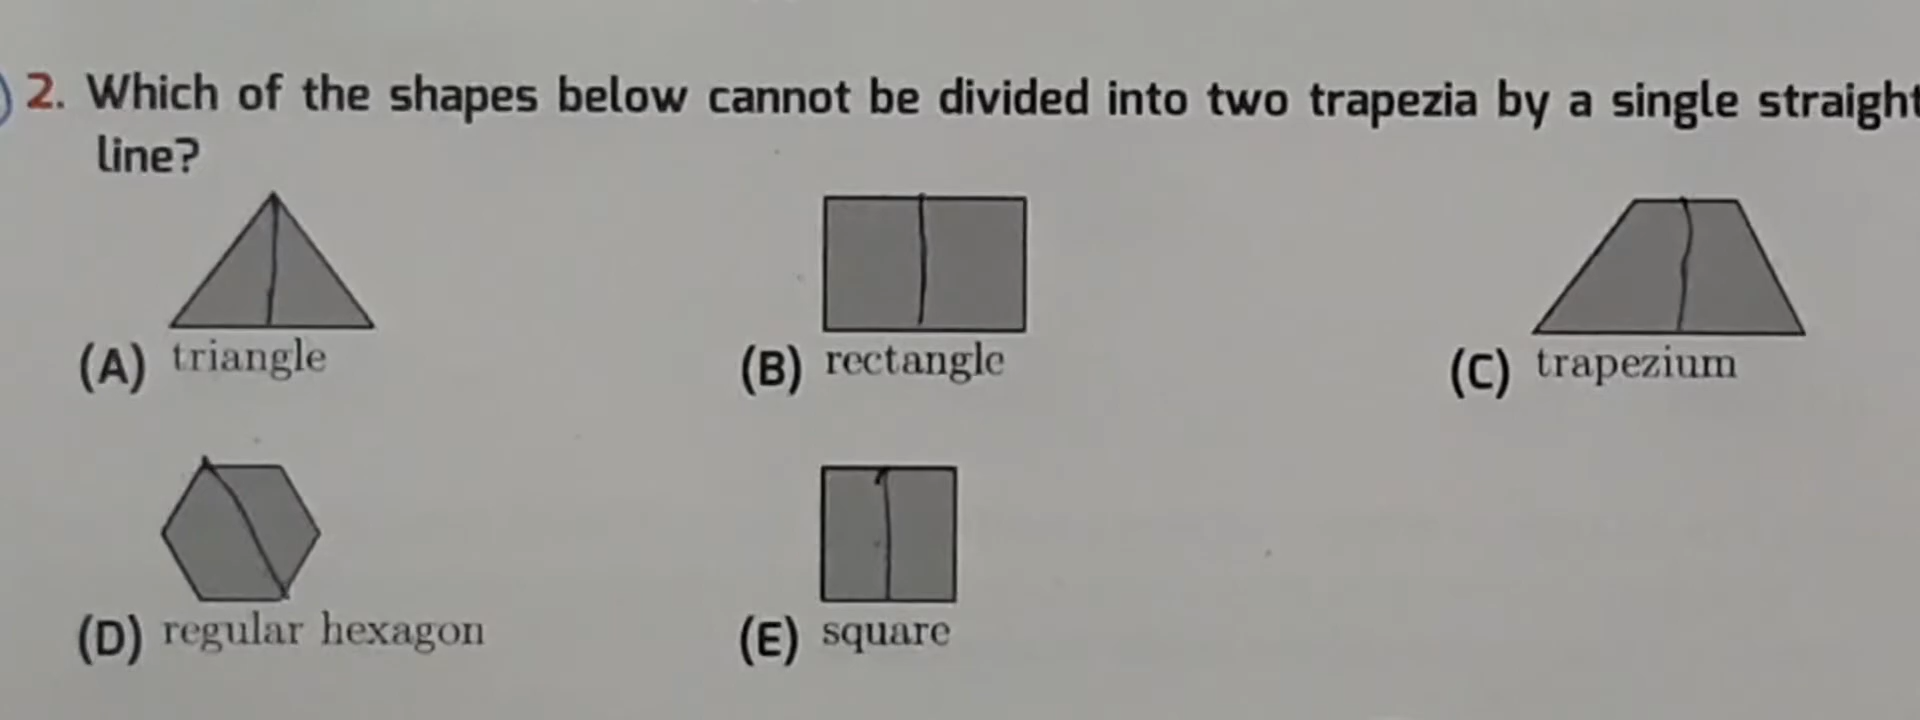 2. Which of the shapes below cannot be divided into two trapezia by a single straight
line?
(A) triangle
(B) rectangle
(C) trapezium
(D) regular hexagon
(E) square